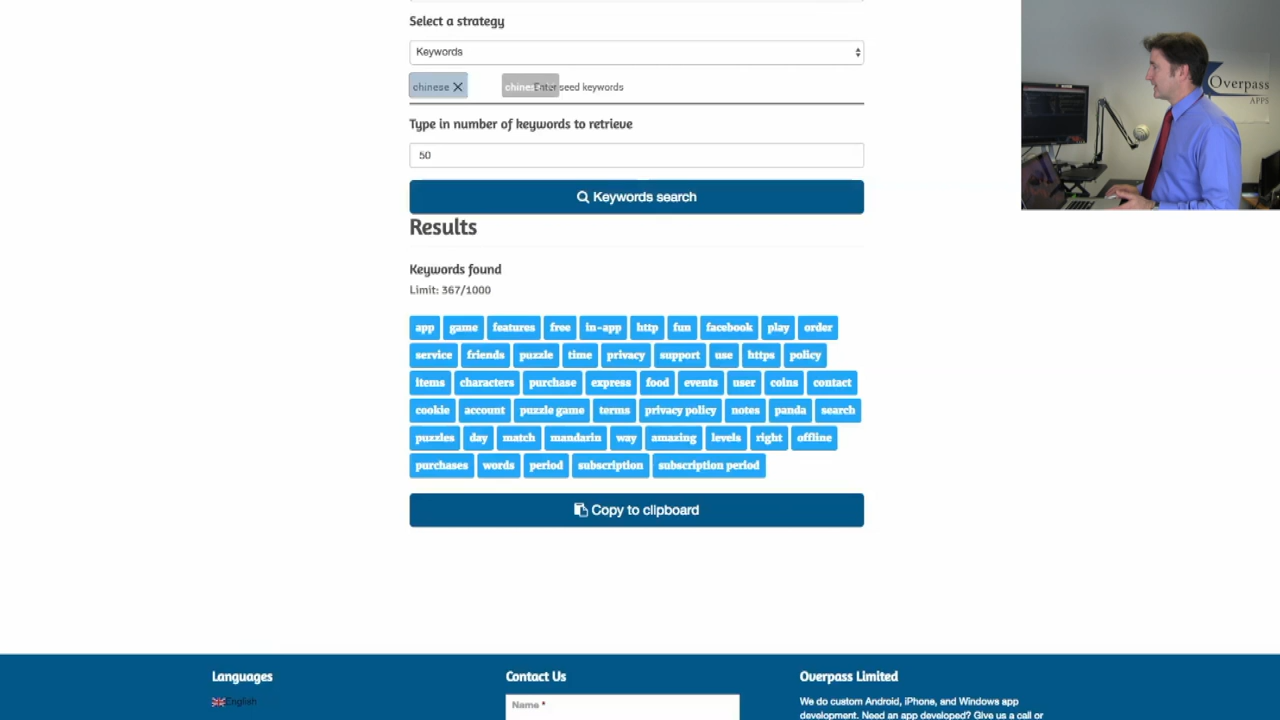 Select a strategy
Keywords
chinese
Enter seed keywords
Type in number of keywords to retrieve
50
Keywords search
Results
Keywords found
Limit: 367/1000
app game features free in-app http fun facebook play order
service friends puzzle time privacy support use https policy
items characters purchase express food events user coins contact
cookie account puzzle game terms privacy policy notes panda search
puzzles day match mandarin way amazing levels right offline
purchases words period subscription subscription period
Copy to clipboard
Languages
English
Contact Us
Name *
Overpass Limited
We do custom Android, iPhone, and Windows app
development. Need an app developed? Give us a call or
Overpass
APPS